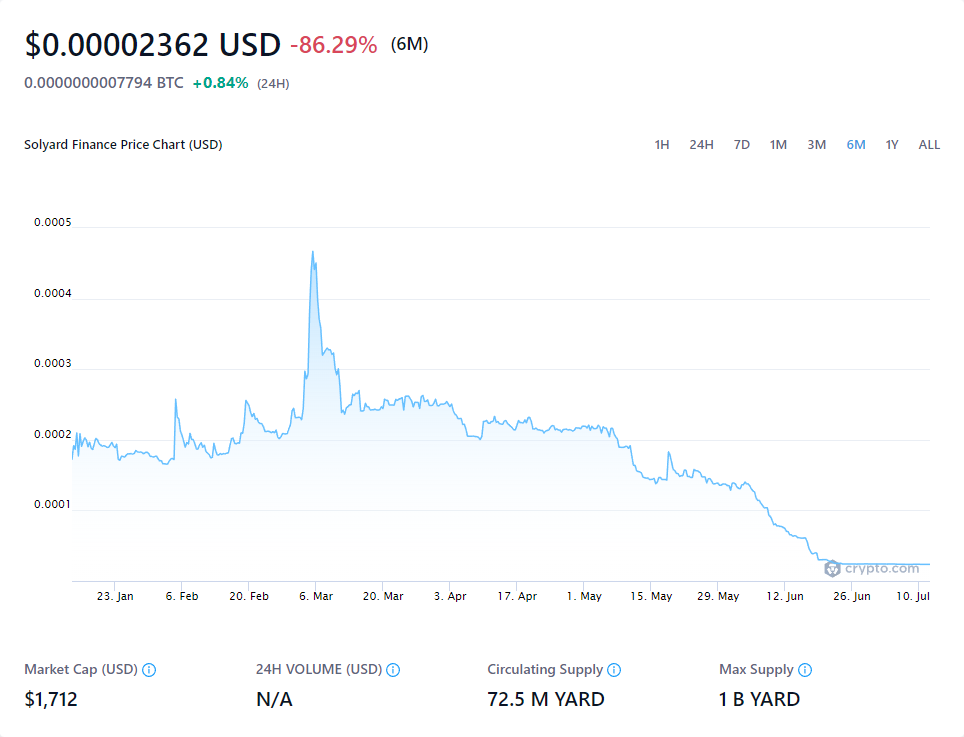 $0.00002362 USD -86.29% (6M)
0.0000000007794 BTC +0.84% (24H)
Solyard Finance Price Chart (USD) 1H 24H 7D 1M 3M 6M 1Y ALL
0.0005
0.0004
0.0003
0.0002
0.0001
crypto.com
23. Jan 6. Feb 20. Feb 6. Mar 20. Mar 3. Apr 17. Apr 1. May 15. May 29. May 12. Jun 26. Jun 10. Jul
Market Cap (USD) 24H VOLUME (USD) Circulating Supply Max Supply
$1,712 N/A 72.5 M YARD 1 B YARD